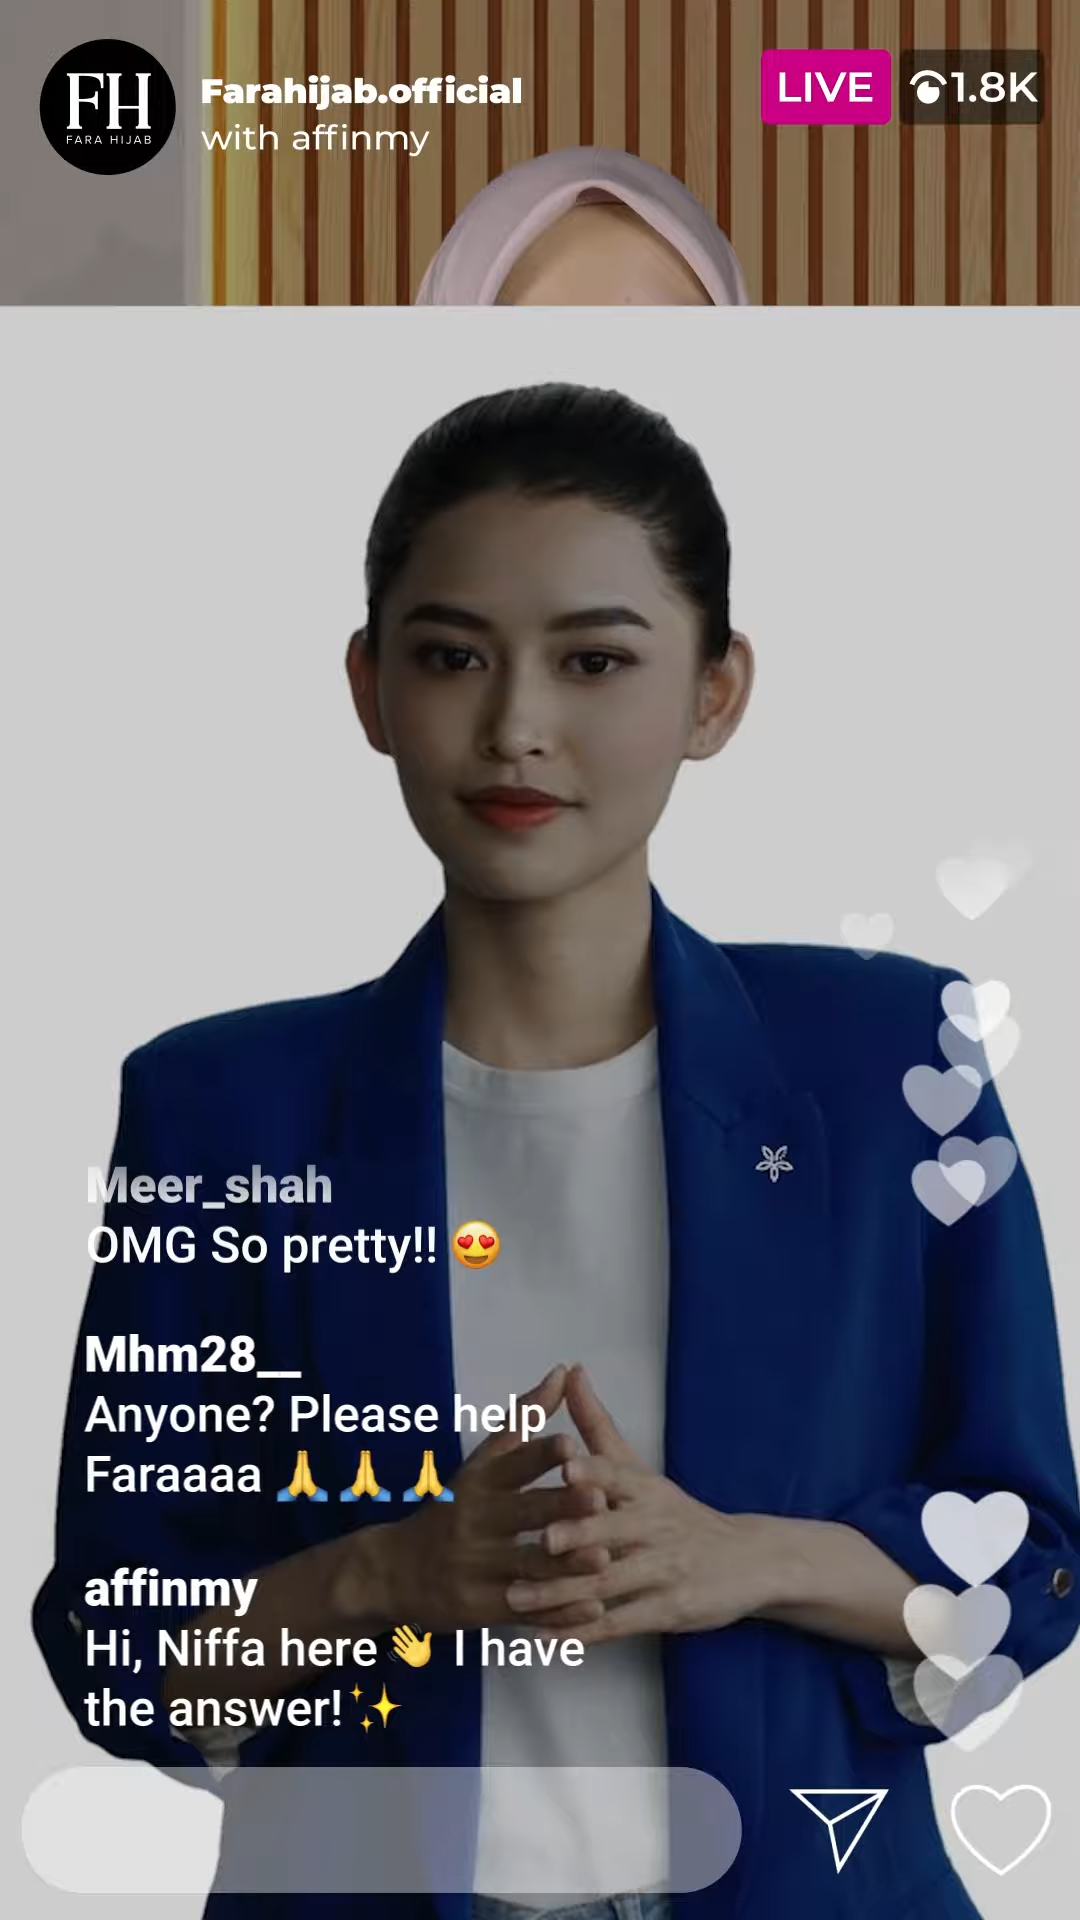 FH
FARA HIJAB
Farahijab.official
with affinmy
LIVE
1.8K
Meer_shah
OMG So pretty!! 😍
Mhm28__
Anyone? Please help
Faraaaa 🙏🙏🙏
affinmy
Hi, Niffa here 👋 I have
the answer! ✨